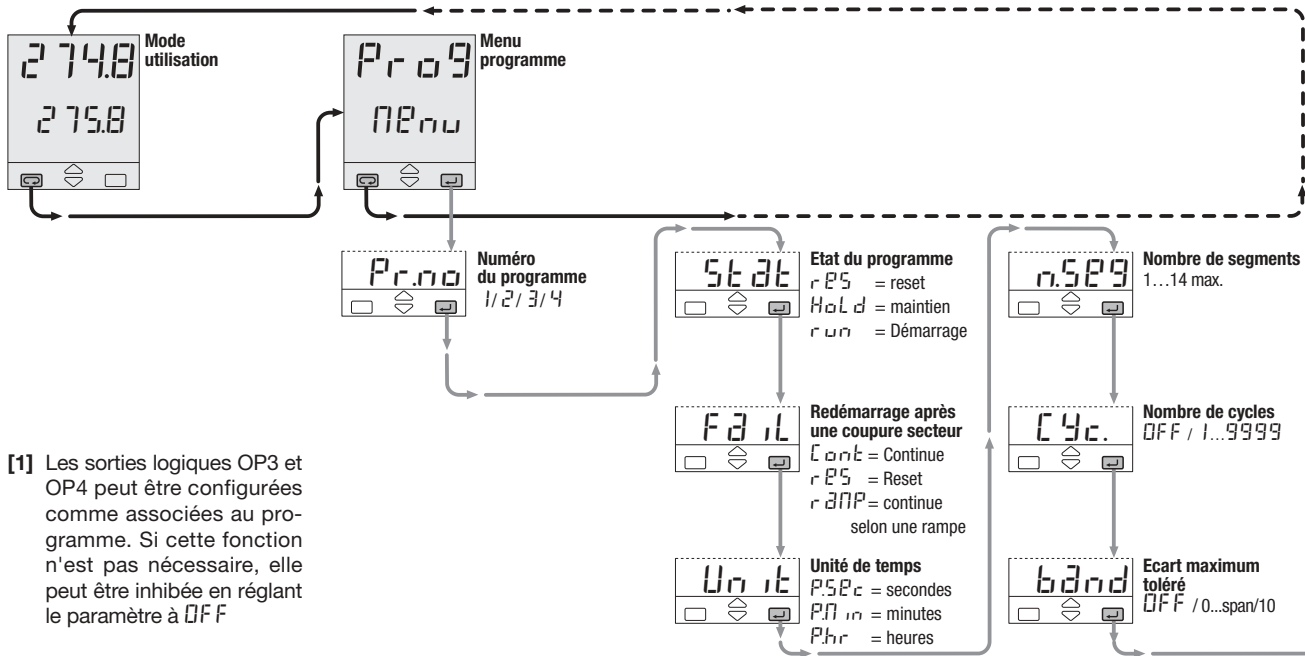 274.8
275.8
Mode
utilisation
Prog
Menu
Menu
programme
Pr.no
Numéro
du programme
1/ 2/ 3/ 4
Stat
Etat du programme
rES = reset
HoLd = maintien
run = Démarrage
FaiL
Redémarrage après
une coupure secteur
Cont = Continue
rES = Reset
raMP = continue
selon une rampe
Unit
Unité de temps
P.SEc = secondes
P.Min = minutes
P.hr = heures
n.SEg
Nombre de segments
1…14 max.
CYc.
Nombre de cycles
OFF / 1...9999
band
Ecart maximum
toléré
OFF / 0...span/10
[1] Les sorties logiques OP3 et
OP4 peut être configurées
comme associées au pro-
gramme. Si cette fonction
n'est pas nécessaire, elle
peut être inhibée en réglant
le paramètre à OFF